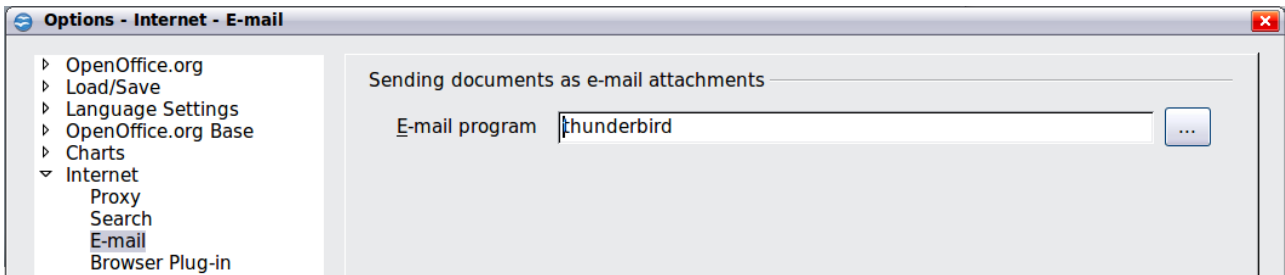 Options - Internet - E-mail
OpenOffice.org
Load/Save
Language Settings
OpenOffice.org Base
Charts
Internet
Proxy
Search
E-mail
Browser Plug-in
Sending documents as e-mail attachments
E-mail program thunderbird ...